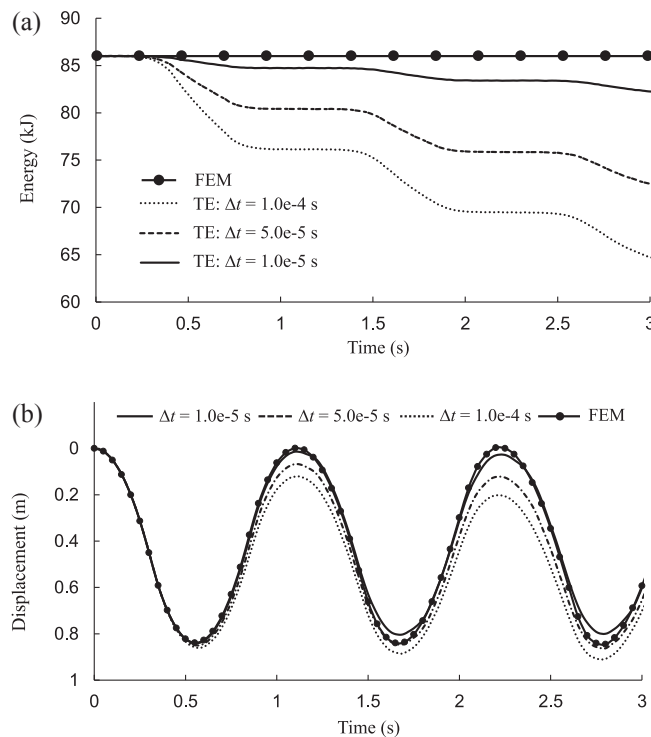 (a)
90
85
80
75
70
65
60
Energy (kJ)
FEM
TE: Δt = 1.0e-4 s
TE: Δt = 5.0e-5 s
TE: Δt = 1.0e-5 s
0 0.5 1 1.5 2 2.5 3
Time (s)
(b)
Δt = 1.0e-5 s Δt = 5.0e-5 s Δt = 1.0e-4 s FEM
0
0.2
0.4
0.6
0.8
1
Displacement (m)
0 0.5 1 1.5 2 2.5 3
Time (s)